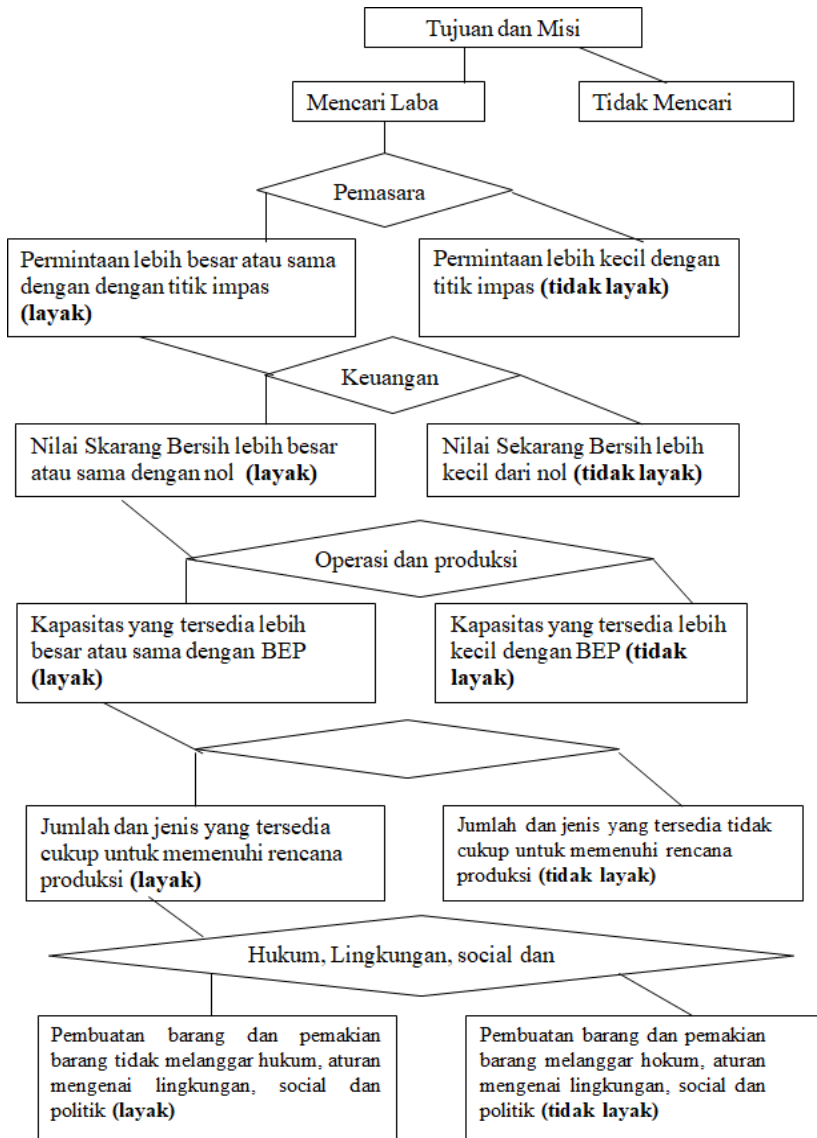 Tujuan dan Misi
Mencari Laba
Tidak Mencari
Pemasara
Permintaan lebih besar atau sama
dengan dengan titik impas
(layak)
Permintaan lebih kecil dengan
titik impas (tidak layak)
Keuangan
Nilai Skarang Bersih lebih besar
atau sama dengan nol (layak)
Nilai Sekarang Bersih lebih
kecil dari nol (tidak layak)
Operasi dan produksi
Kapasitas yang tersedia lebih
besar atau sama dengan BEP
(layak)
Kapasitas yang tersedia lebih
kecil dengan BEP (tidak
layak)
Jumlah dan jenis yang tersedia
cukup untuk memenuhi rencana
produksi (layak)
Jumlah dan jenis yang tersedia tidak
cukup untuk memenuhi rencana
produksi (tidak layak)
Hukum, Lingkungan, social dan
Pembuatan barang dan pemakian
barang tidak melanggar hukum, aturan
mengenai lingkungan, social dan
politik (layak)
Pembuatan barang dan pemakian
barang melanggar hokum, aturan
mengenai lingkungan, social dan
politik (tidak layak)